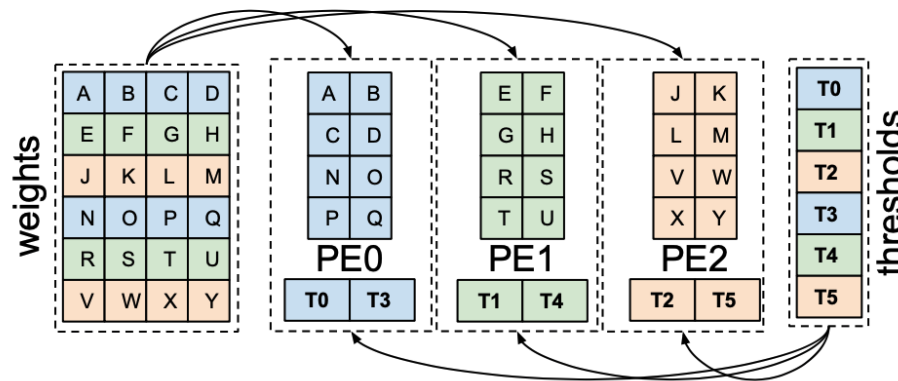 weights
A B C D
E F G H
J K L M
N O P Q
R S T U
V W X Y
A B
C D
N O
P Q
PE0
T0 T3
E F
G H
R S
T U
PE1
T1 T4
J K
L M
V W
X Y
PE2
T2 T5
T0
T1
T2
T3
T4
T5
thresholds